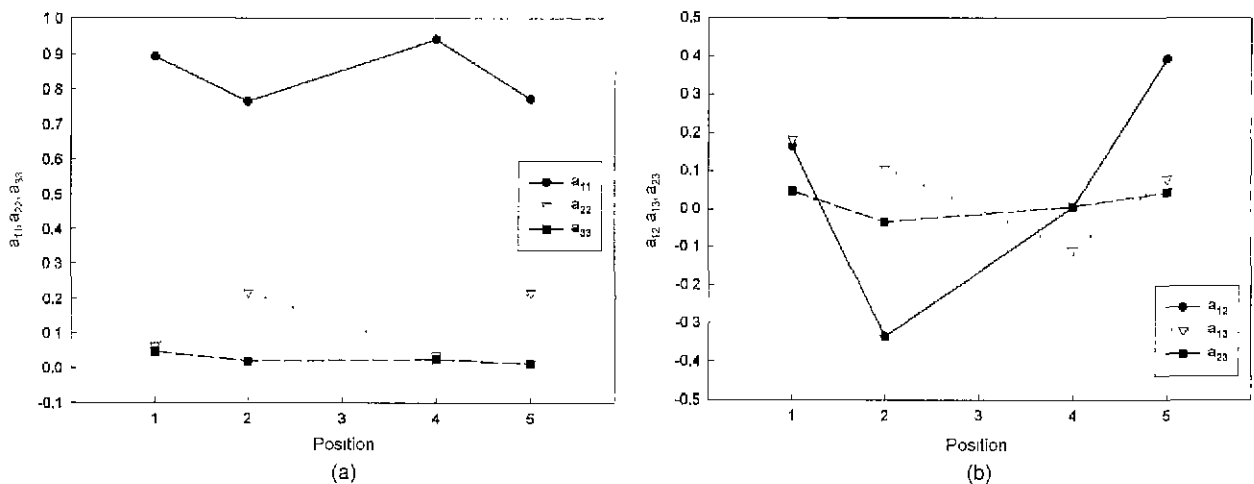 1.0
0.9
0.8
0.7
0.6
0.5
0.4
0.3
0.2
0.1
0.0
-0.1
a11, a22, a33
a11
a22
a33
1 2 3 4 5
Position
(a)
0.5
0.4
0.3
0.2
0.1
0.0
-0.1
-0.2
-0.3
-0.4
-0.5
a12, a13, a23
a12
a13
a23
1 2 3 4 5
Position
(b)